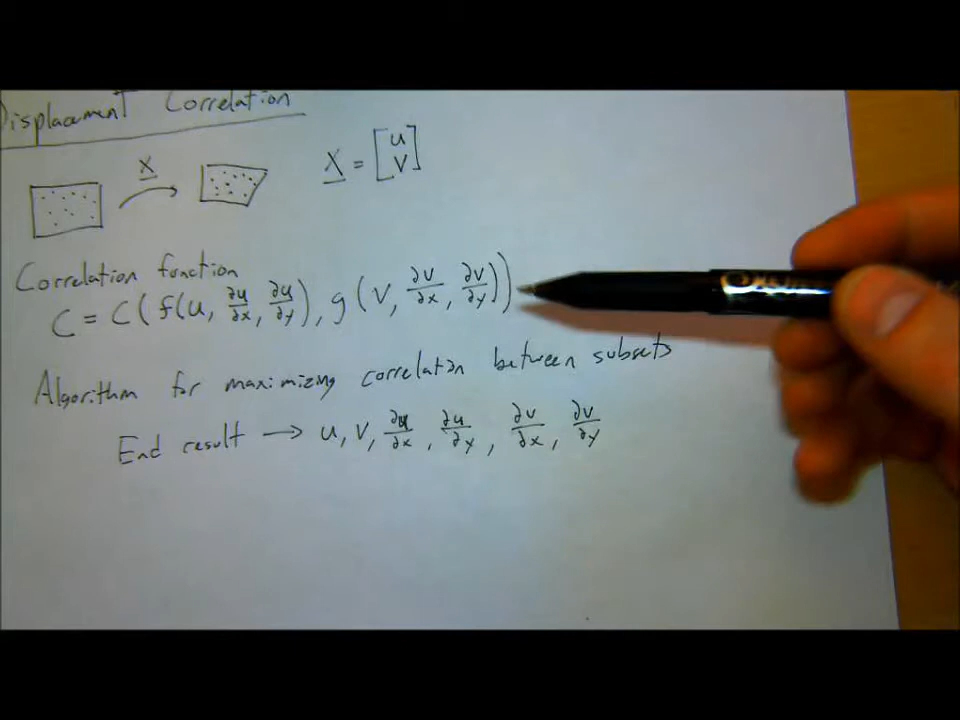 Displacement Correlation
X
X = [u v]
Correlation function
C = C( f(u, ∂u/∂x, ∂u/∂y), g(v, ∂v/∂x, ∂v/∂y))
Algorithm for maximizing correlation between subsets
End result → u, v, ∂u/∂x, ∂u/∂y, ∂v/∂x, ∂v/∂y